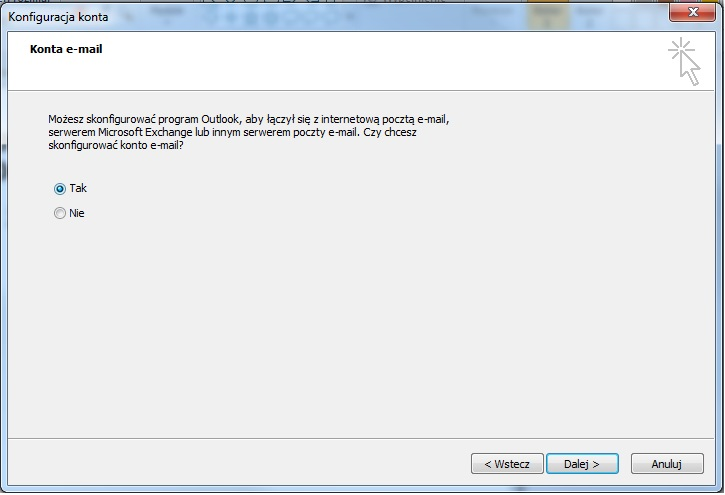 Konfiguracja konta
Konta e-mail
Możesz skonfigurować program Outlook, aby łączył się z internetową pocztą e-mail,
serwerem Microsoft Exchange lub innym serwerem poczty e-mail. Czy chcesz
skonfigurować konto e-mail?
Tak
Nie
< Wstecz
Dalej >
Anuluj